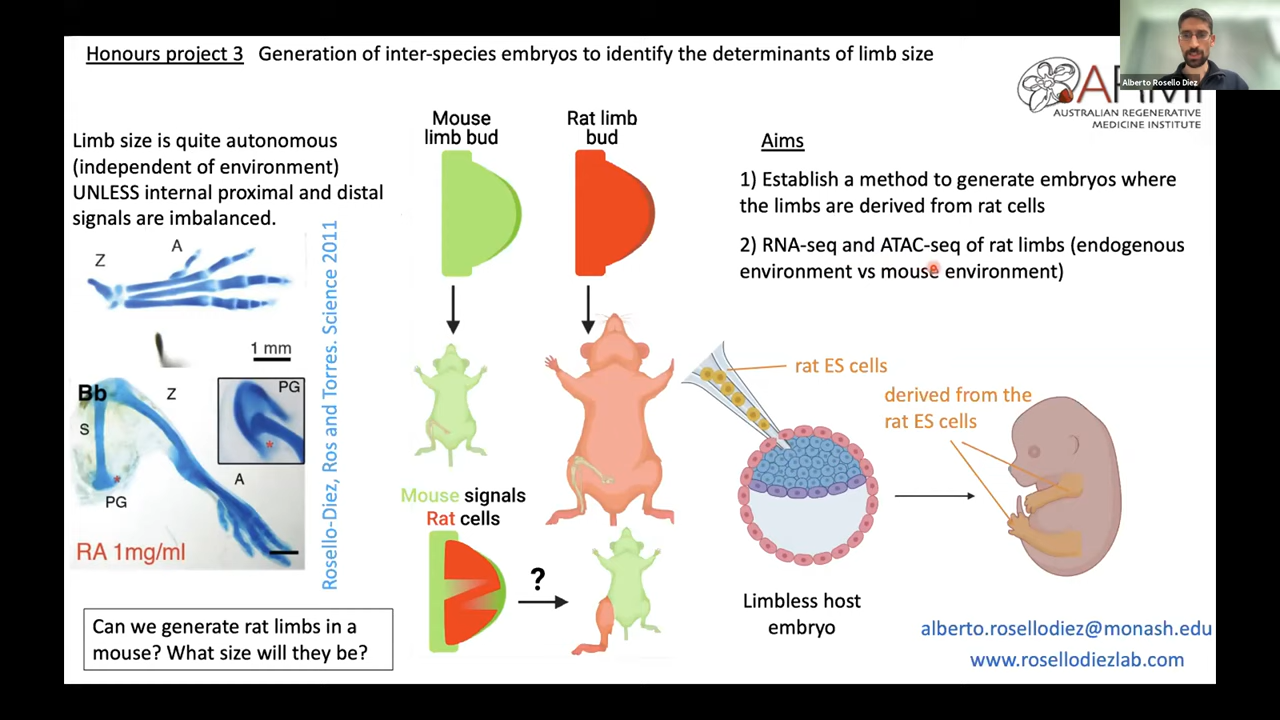 Honours project 3 Generation of inter-species embryos to identify the determinants of limb size
Alberto Rosello Diez
AUSTRALIAN REGENERATIVE
MEDICINE INSTITUTE
Limb size is quite autonomous
(independent of environment)
UNLESS internal proximal and distal
signals are imbalanced.
Z
A
1 mm
Bb
Z
PG
S
*
*
A
PG
RA 1mg/ml
Rosello-Diez, Ros and Torres. Science 2011
Can we generate rat limbs in a
mouse? What size will they be?
Mouse
limb bud
Rat limb
bud
Mouse signals
Rat cells
?
Aims
1) Establish a method to generate embryos where
the limbs are derived from rat cells
2) RNA-seq and ATAC-seq of rat limbs (endogenous
environment vs mouse environment)
rat ES cells
derived from the
rat ES cells
Limbless host
embryo
alberto.rosellodiez@monash.edu
www.rosellodiezlab.com